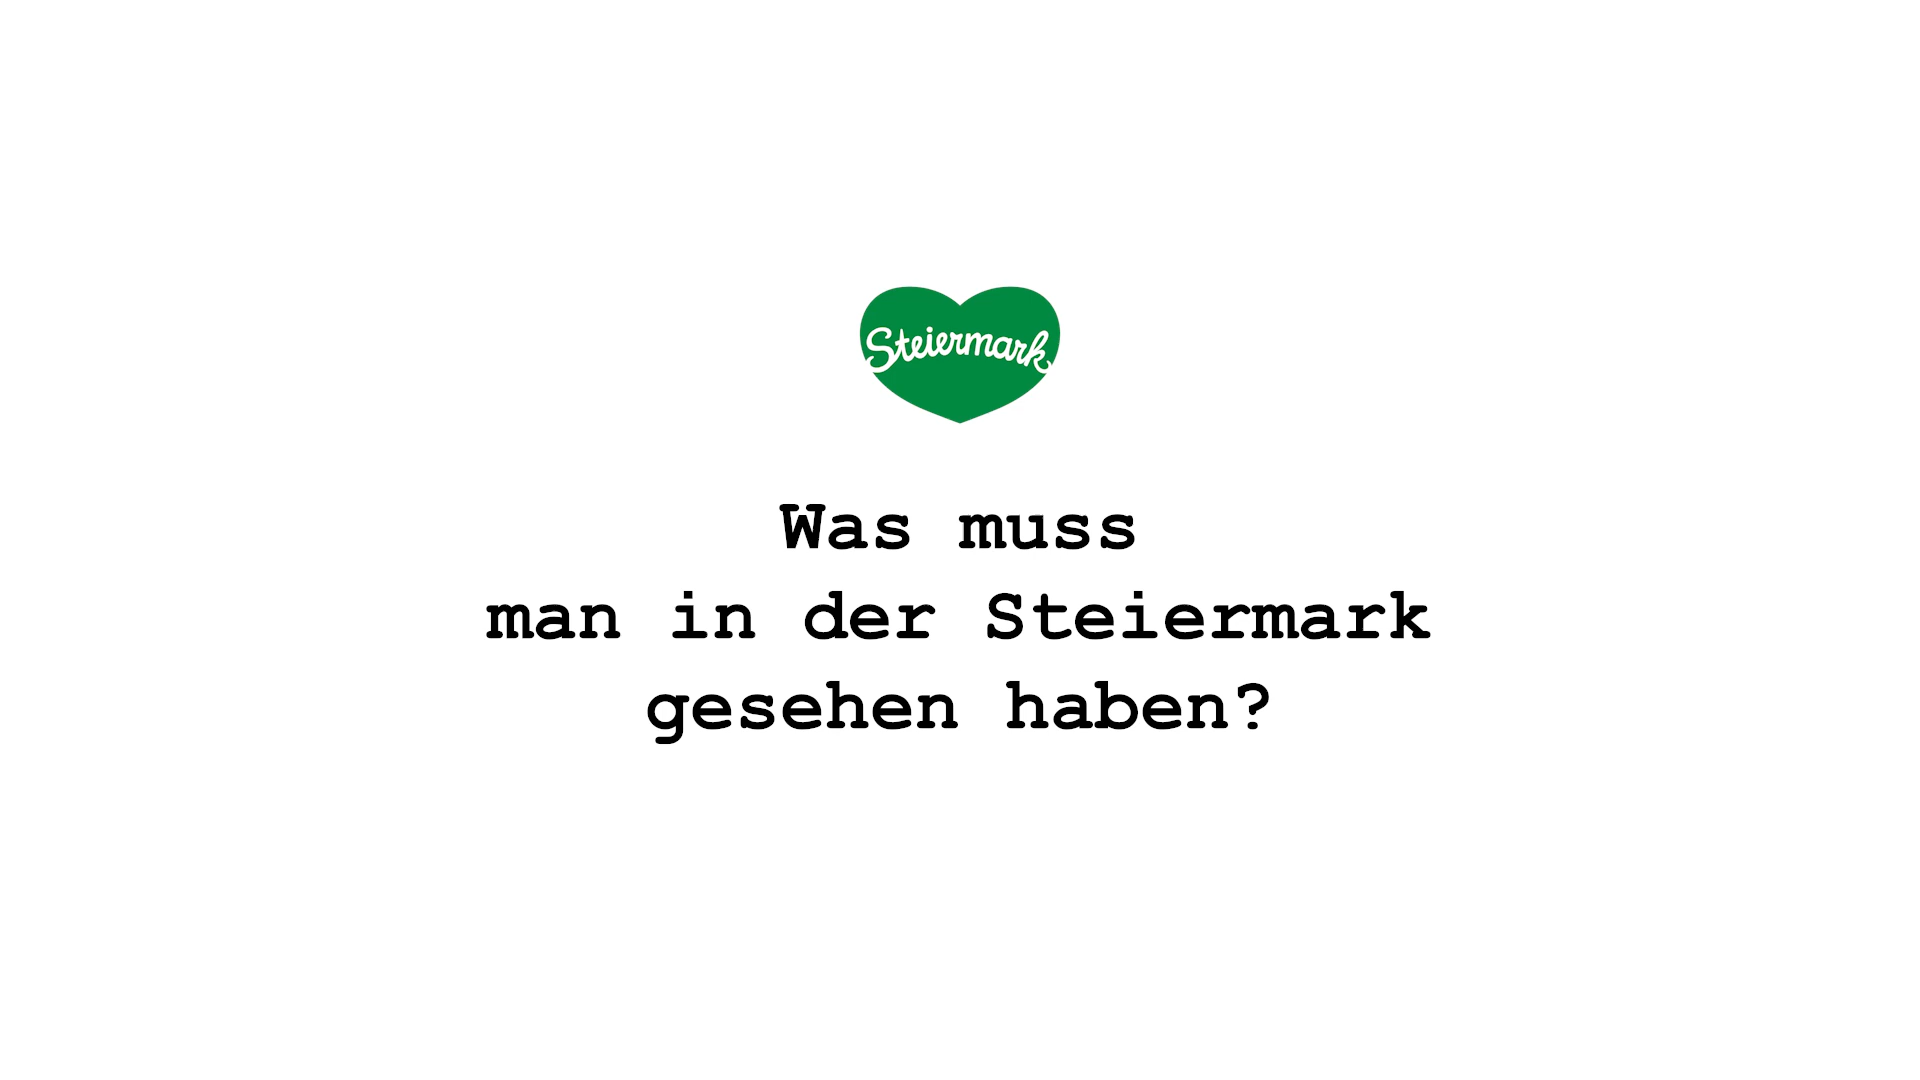 Steiermark
Was muss
man in der Steiermark
gesehen haben?